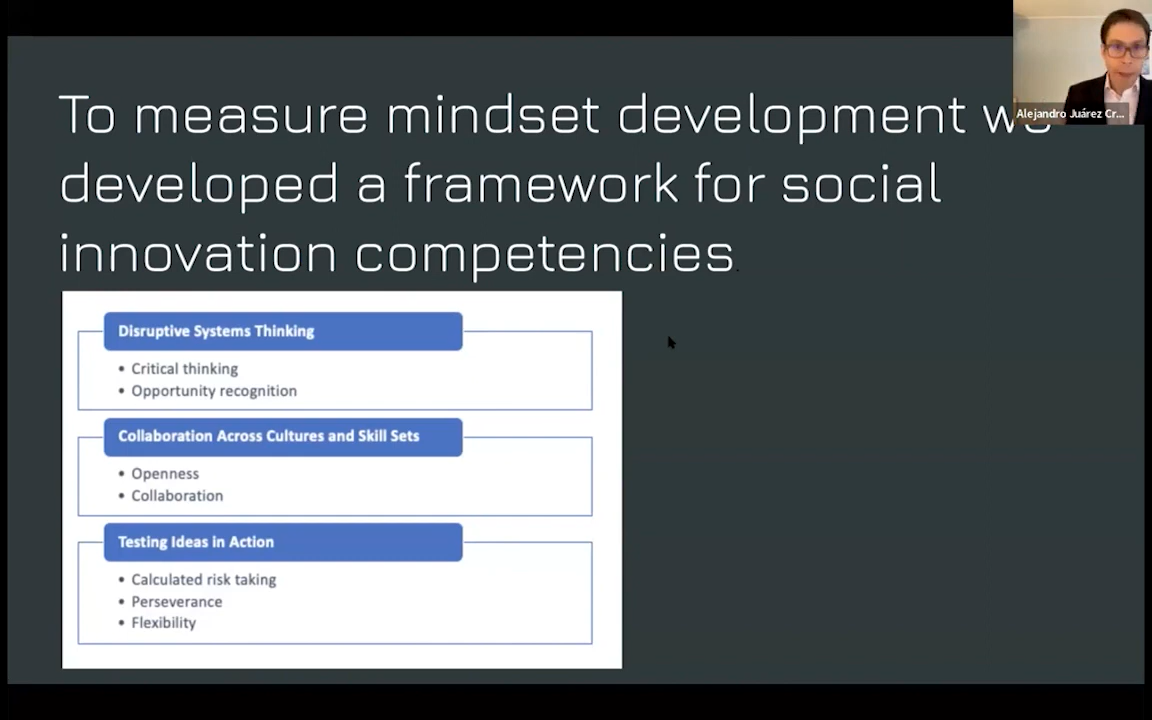 To measure mindset development we
developed a framework for social
innovation competencies.
Alejandro Juárez Cr...
Disruptive Systems Thinking
• Critical thinking
• Opportunity recognition
Collaboration Across Cultures and Skill Sets
• Openness
• Collaboration
Testing Ideas in Action
• Calculated risk taking
• Perseverance
• Flexibility